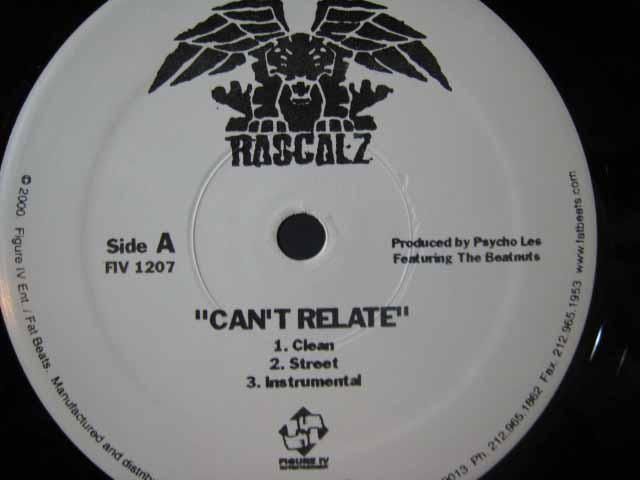 RASCALZ
Side A
FIV 1207
Produced by Psycho Les
Featuring The Beatnuts
"CAN'T RELATE"
1. Clean
2. Street
3. Instrumental
FIGURE IV
© 2000 Figure IV Ent. / Fat Beats. Manufactured and distrib
0013 Ph. 212.965.1862 Fax. 212.965.1953 www.fatbeats.com